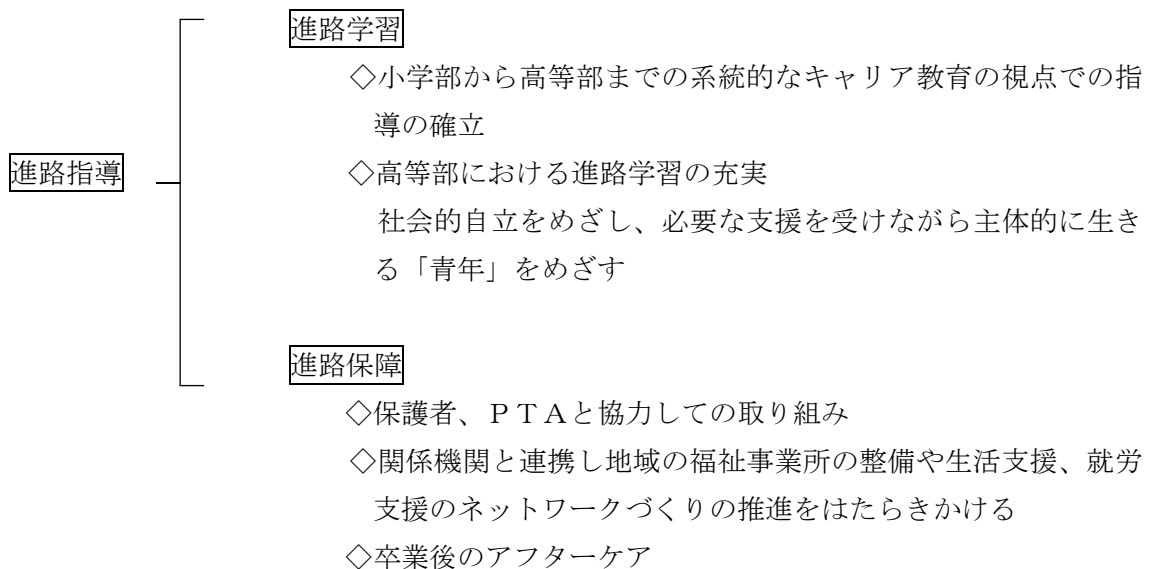 進路学習
◇小学部から高等部までの系統的なキャリア教育の視点での指
導の確立
進路指導
◇高等部における進路学習の充実
社会的自立をめざし、必要な支援を受けながら主体的に生き
る「青年」をめざす
進路保障
◇保護者、ＰＴＡと協力しての取り組み
◇関係機関と連携し地域の福祉事業所の整備や生活支援、就労
支援のネットワークづくりの推進をはたらきかける
◇卒業後のアフターケア